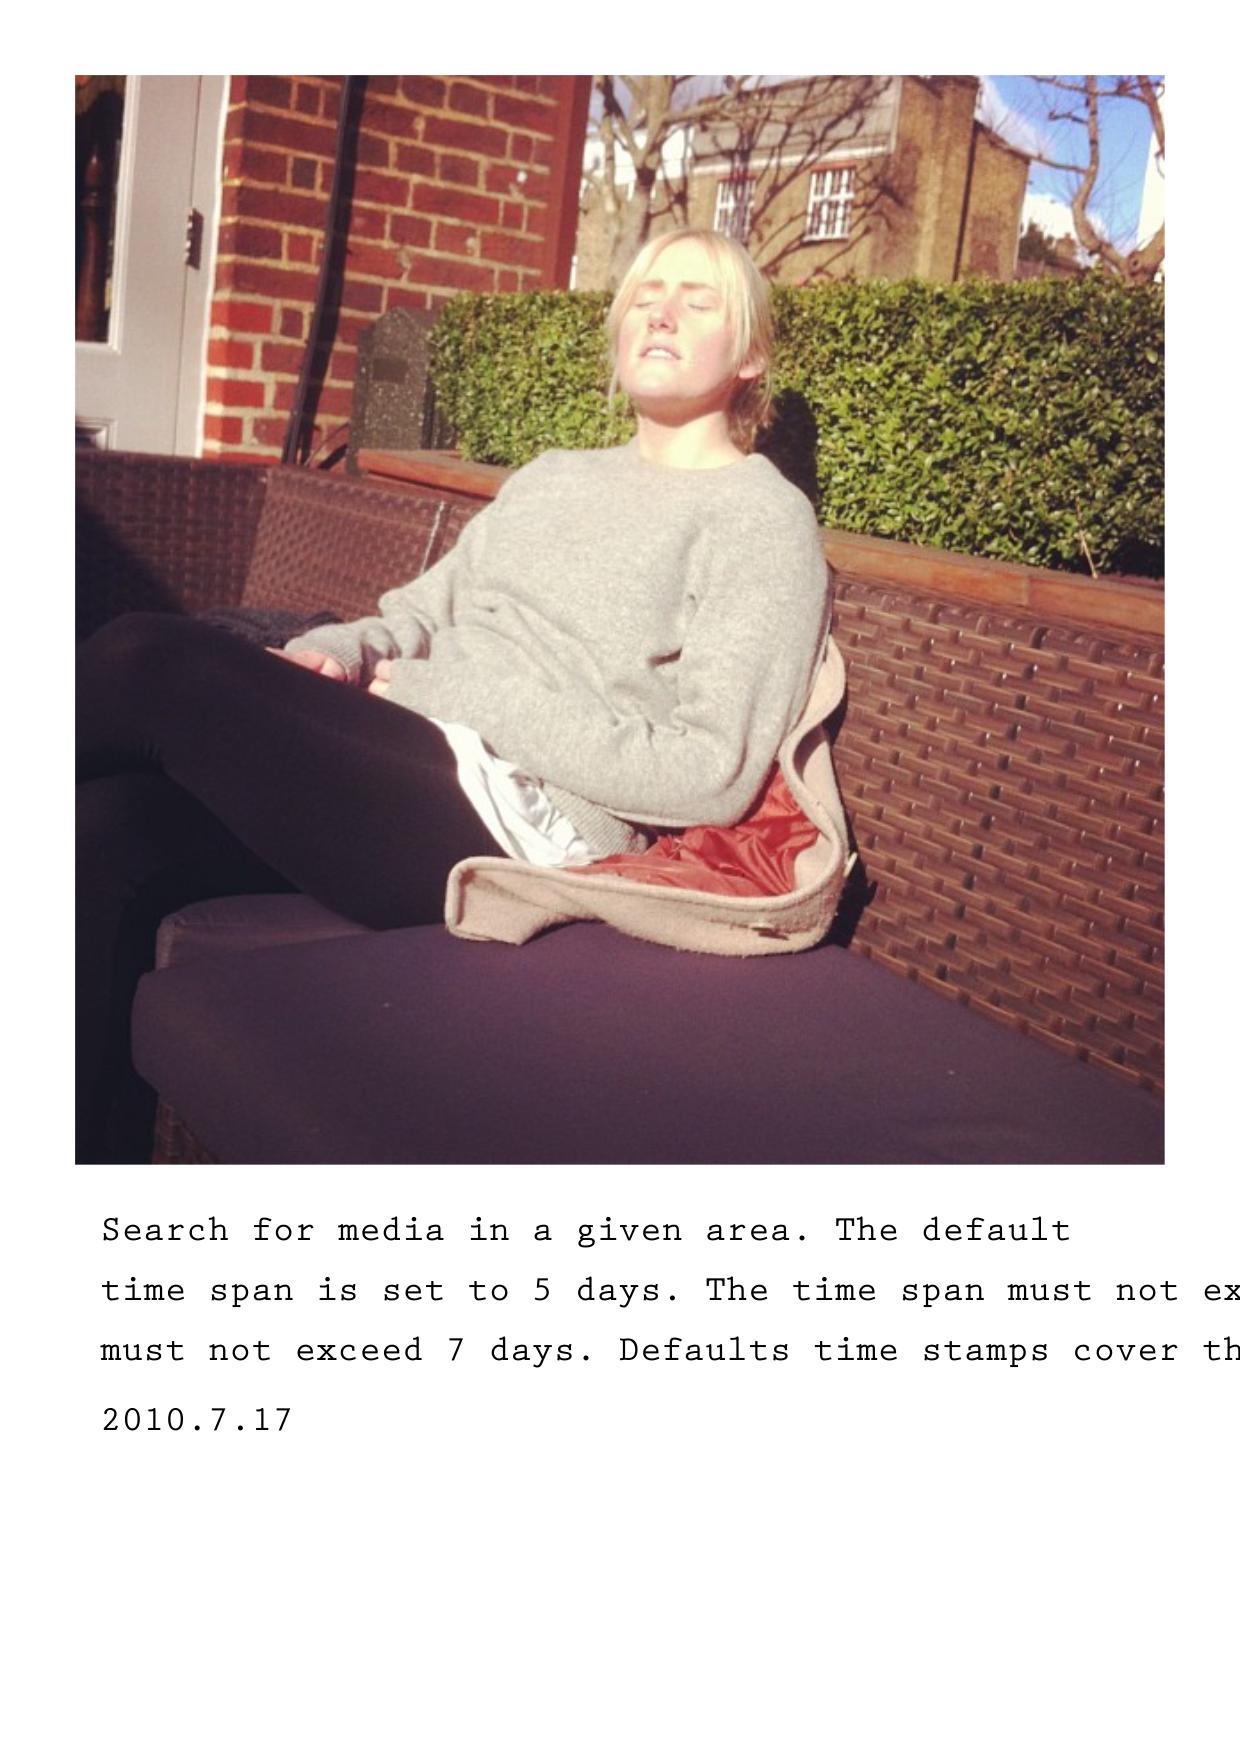 Search for media in a given area. The default
time span is set to 5 days. The time span must not ex
must not exceed 7 days. Defaults time stamps cover th
2010.7.17